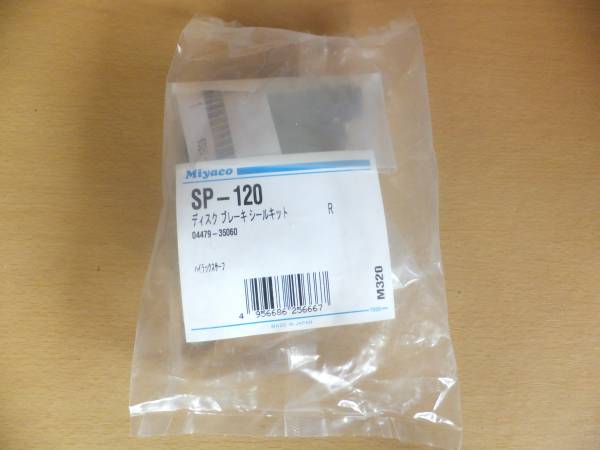 Miyaco
SP-120
ディスク ブレーキ シールキット
R
04479-35060
ハイラックスサーフ
4 956686 256667
M320
MADE IN JAPAN